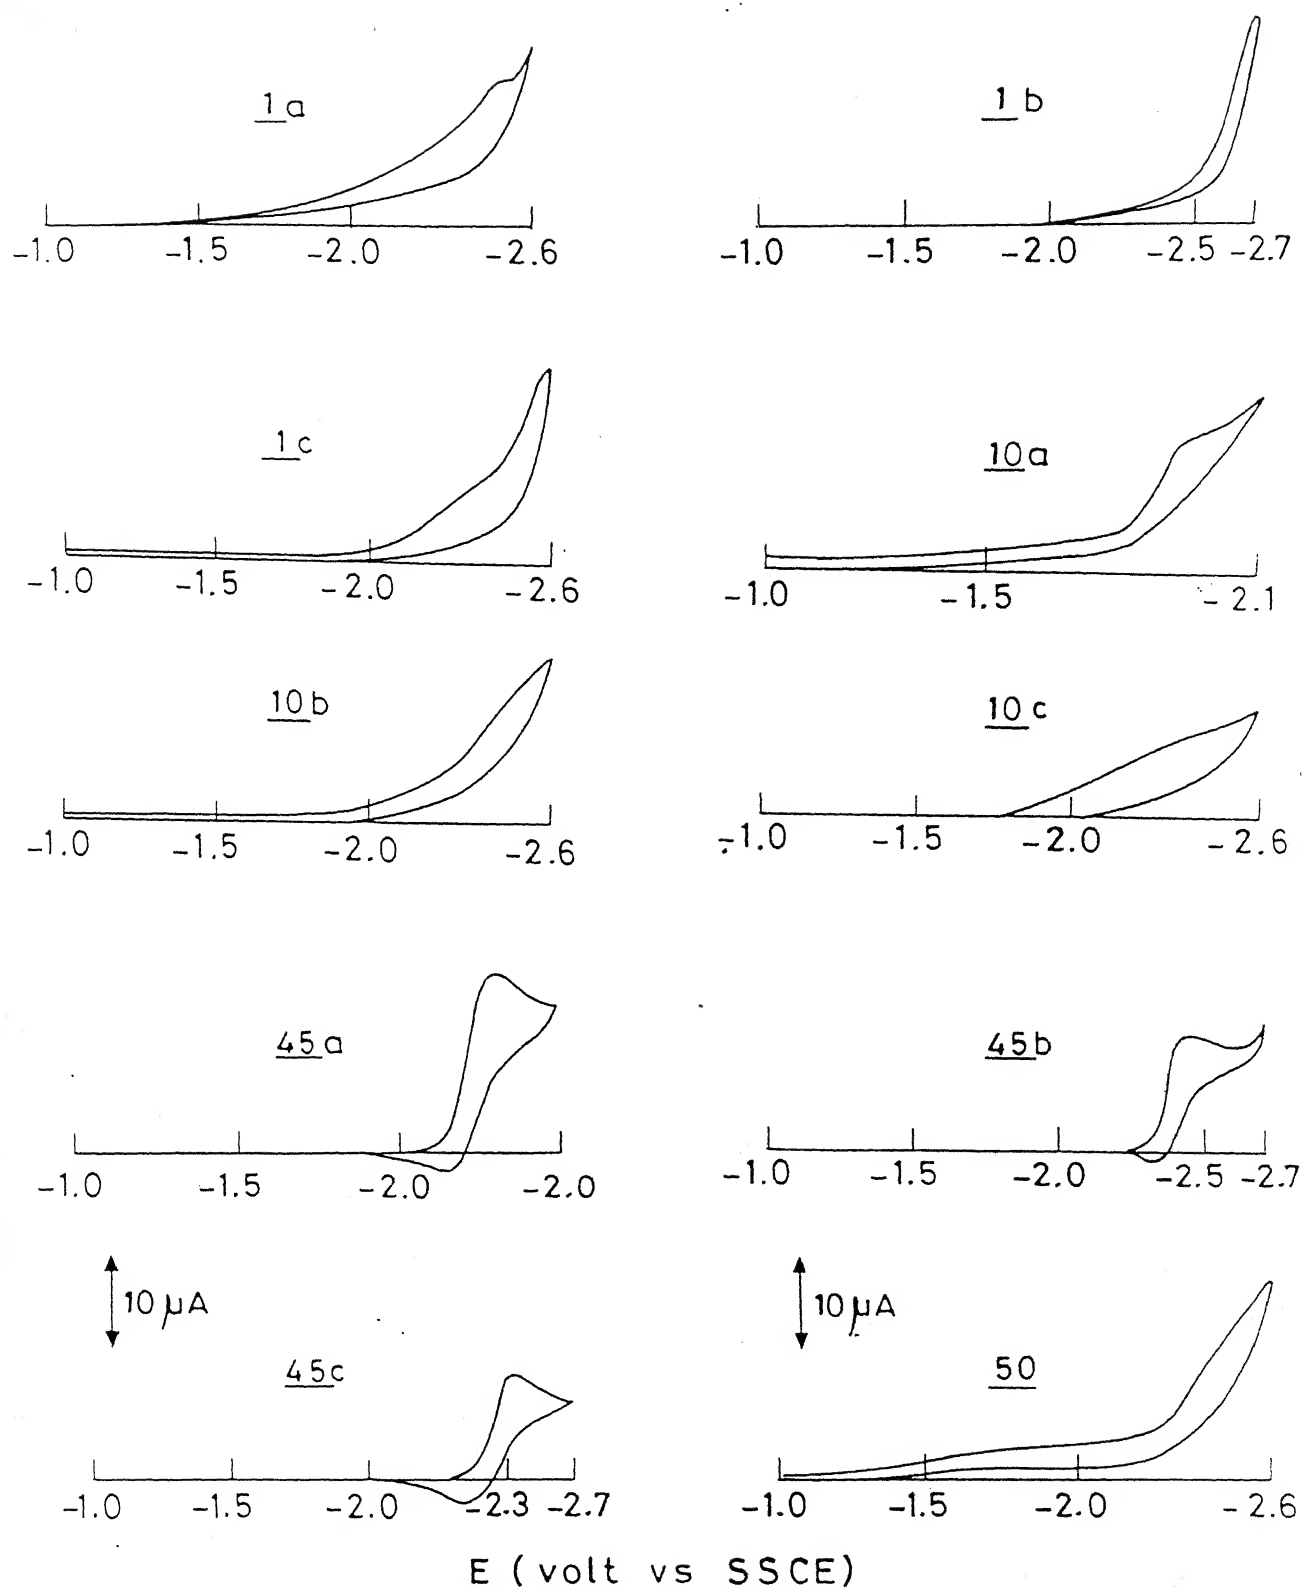 1a
-1.0 -1.5 -2.0 -2.6
1b
-1.0 -1.5 -2.0 -2.5 -2.7
1c
-1.0 -1.5 -2.0 -2.6
10a
-1.0 -1.5 -2.1
10b
-1.0 -1.5 -2.0 -2.6
10c
-1.0 -1.5 -2.0 -2.6
45a
-1.0 -1.5 -2.0 -2.0
45b
-1.0 -1.5 -2.0 -2.5 -2.7
10 µA
45c
-1.0 -1.5 -2.0 -2.3 -2.7
10 µA
50
-1.0 -1.5 -2.0 -2.6
E (volt vs SSCE)